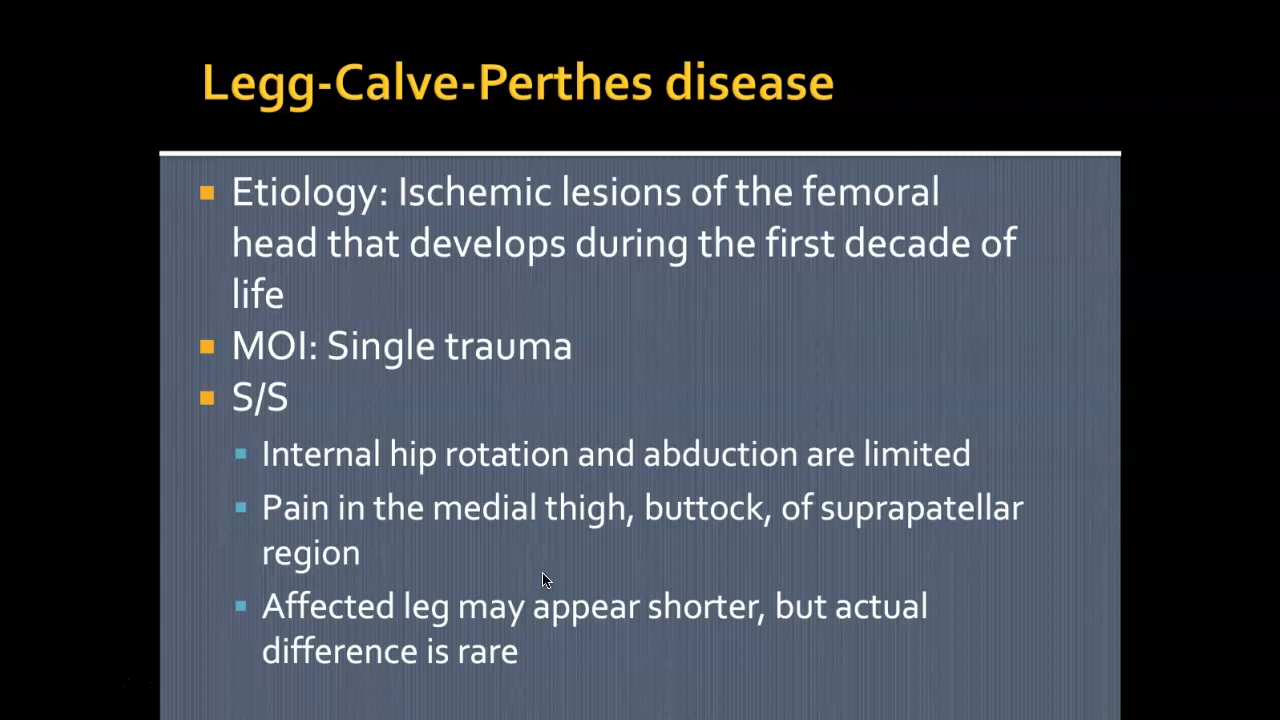 Legg-Calve-Perthes disease
Etiology: Ischemic lesions of the femoral
head that develops during the first decade of
life
MOI: Single trauma
S/S
Internal hip rotation and abduction are limited
Pain in the medial thigh, buttock, of suprapatellar
region
Affected leg may appear shorter, but actual
difference is rare